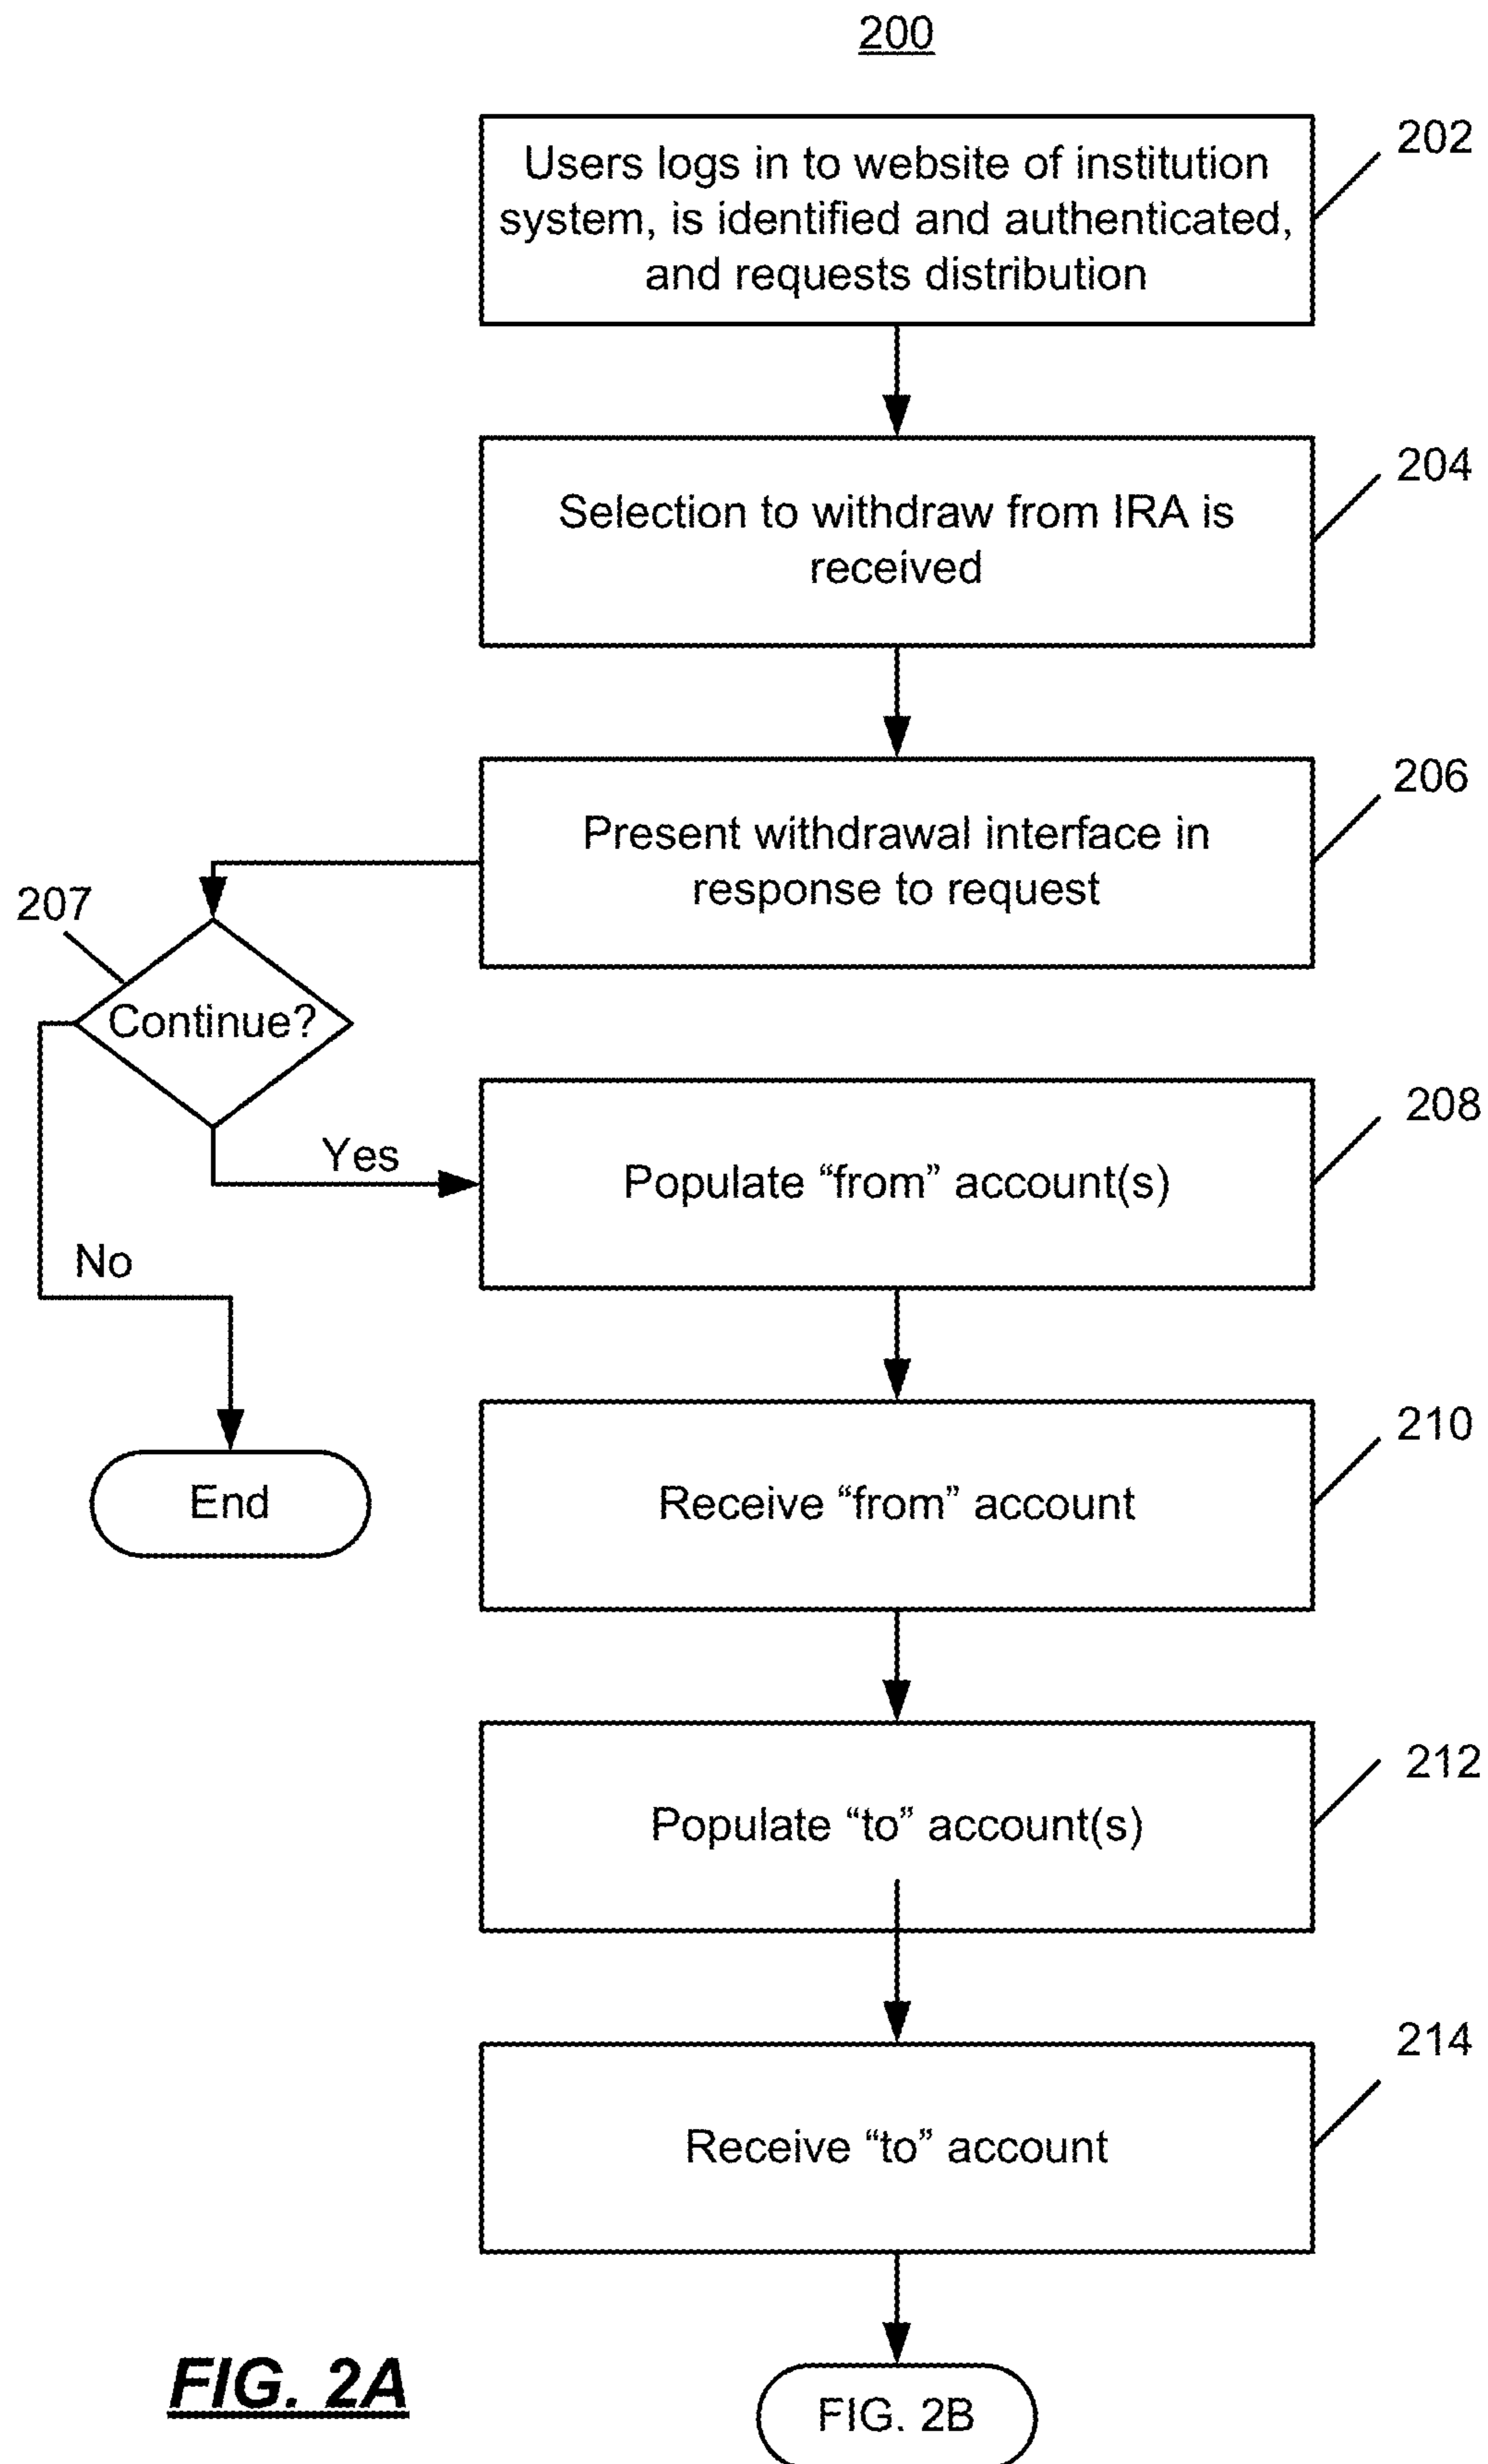 200
Users logs in to website of institution
system, is identified and authenticated,
and requests distribution
202
Selection to withdraw from IRA is
received
204
Present withdrawal interface in
response to request
206
207
Continue?
Yes
No
End
Populate “from” account(s)
208
Receive “from” account
210
Populate “to” account(s)
212
Receive “to” account
214
FIG. 2B
FIG. 2A